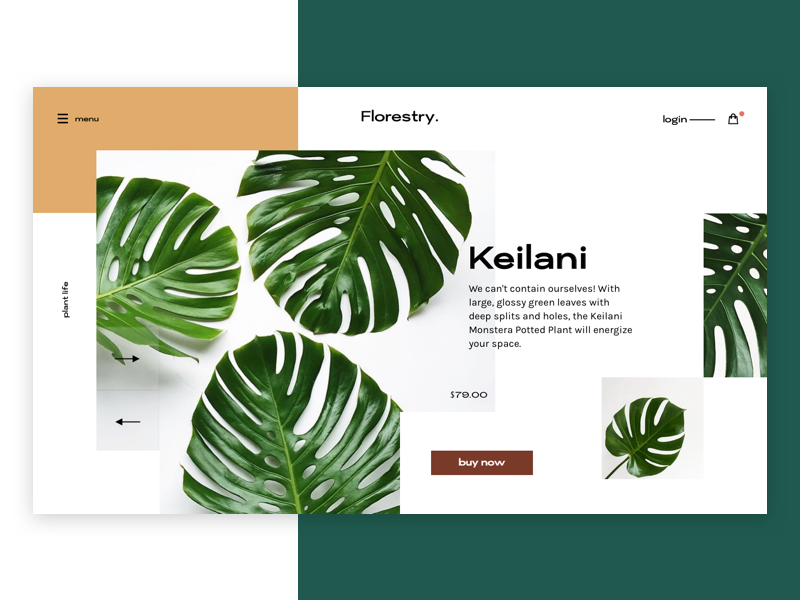 menu
Florestry.
login
Keilani
We can't contain ourselves! With
large, glossy green leaves with
deep splits and holes, the Keilani
Monstera Potted Plant will energize
your space.
plant life
$79.00
buy now